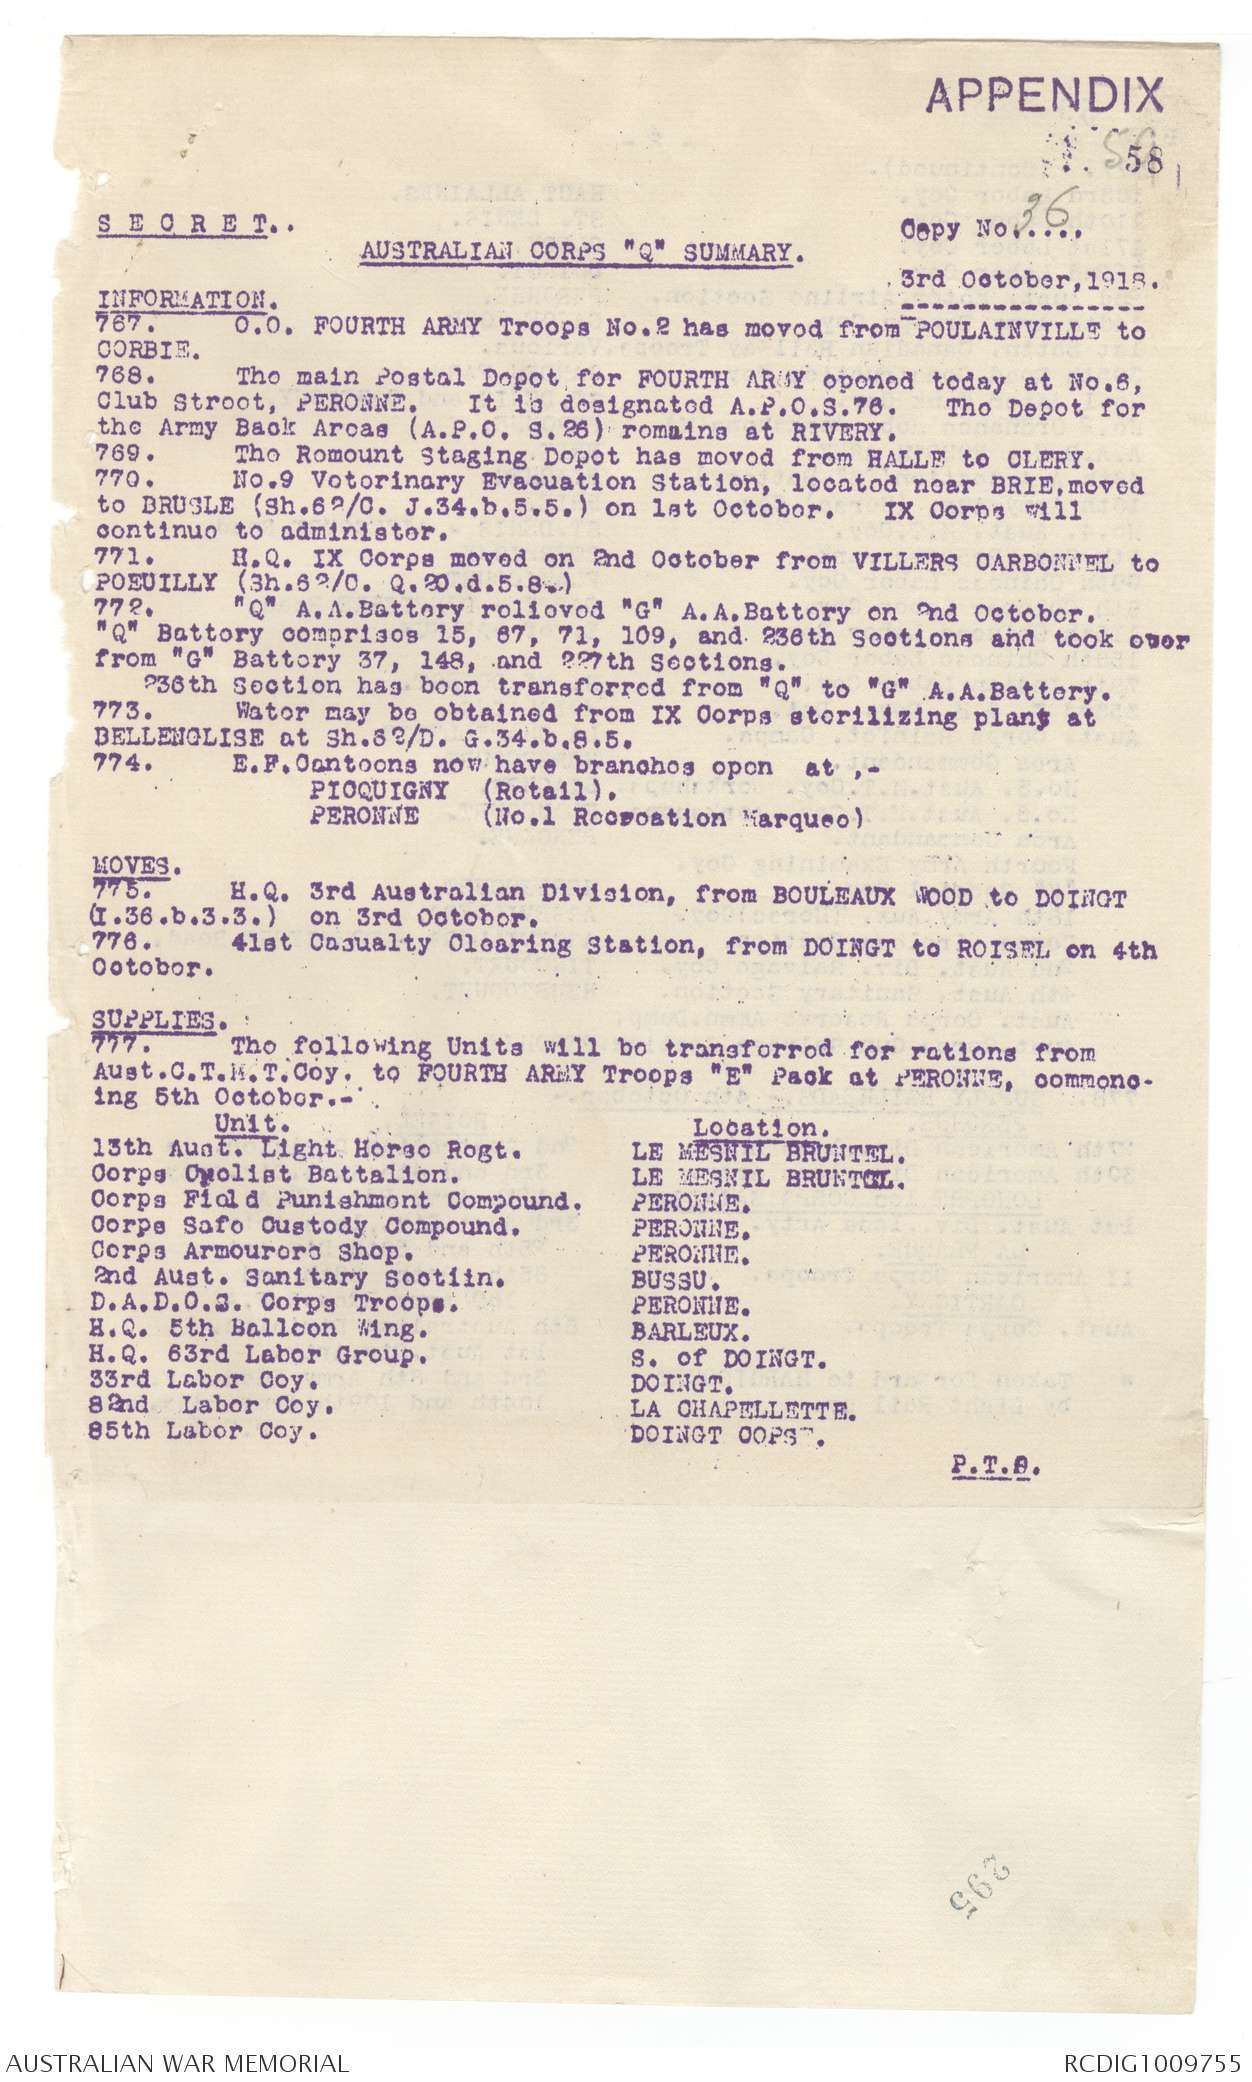 APPENDIX
58
S E C R E T..
Copy No.....
36
AUSTRALIAN CORPS "Q" SUMMARY.
3rd October,1918.
INFORMATION.
767. O.O. FOURTH ARMY Troops No.2 has moved from POULAINVILLE to
CORBIE.
768. The main Postal Depot for FOURTH ARMY opened today at No.6,
Club Street, PERONNE. It is designated A.P.O.S.76. The Depot for
the Army Back Areas (A.P.O. S.26) remains at RIVERY.
769. The Remount Staging Depot has moved from HALLE to CLERY.
770. No.9 Veterinary Evacuation Station, located near BRIE,moved
to BRUSLE (Sh.62/C. J.34.b.5.5.) on 1st October. IX Corps will
continue to administer.
771. H.Q. IX Corps moved on 2nd October from VILLERS CARBONNEL to
POEUILLY (Sh.62/C. Q.20.d.5.8.)
772. "Q" A.A.Battery relieved "G" A.A.Battery on 2nd October.
"Q" Battery comprises 15, 67, 71, 109, and 236th Sections and took over
from "G" Battery 37, 148, and 227th Sections.
236th Section has been transferred from "Q" to "G" A.A.Battery.
773. Water may be obtained from IX Corps sterilizing plant at
BELLENGLISE at Sh.62/D. G.34.b.8.5.
774. E.F.Canteens now have branches open at ,-
PICQUIGNY (Retail).
PERONNE (No.1 Recreation Marquee)
MOVES.
775. H.Q. 3rd Australian Division, from BOULEAUX WOOD to DOINGT
(I.36.b.3.3.) on 3rd October.
776. 41st Casualty Clearing Station, from DOINGT to ROISEL on 4th
October.
SUPPLIES.
777. The following Units will be transferred for rations from
Aust.C.T.M.T.Coy. to FOURTH ARMY Troops "E" Pack at PERONNE, commenc-
ing 5th October.-
Unit. Location.
13th Aust. Light Horse Regt. LE MESNIL BRUNTEL.
Corps Cyclist Battalion. LE MESNIL BRUNTEL.
Corps Field Punishment Compound. PERONNE.
Corps Safe Custody Compound. PERONNE.
Corps Armourers Shop. PERONNE.
2nd Aust. Sanitary Sectiin. BUSSU.
D.A.D.O.S. Corps Troops. PERONNE.
H.Q. 5th Balloon Wing. BARLEUX.
H.Q. 63rd Labor Group. S. of DOINGT.
33rd Labor Coy. DOINGT.
82nd Labor Coy. LA CHAPELLETTE.
85th Labor Coy. DOINGT COPSE.
P.T.O.
295
AUSTRALIAN WAR MEMORIAL
RCDIG1009755